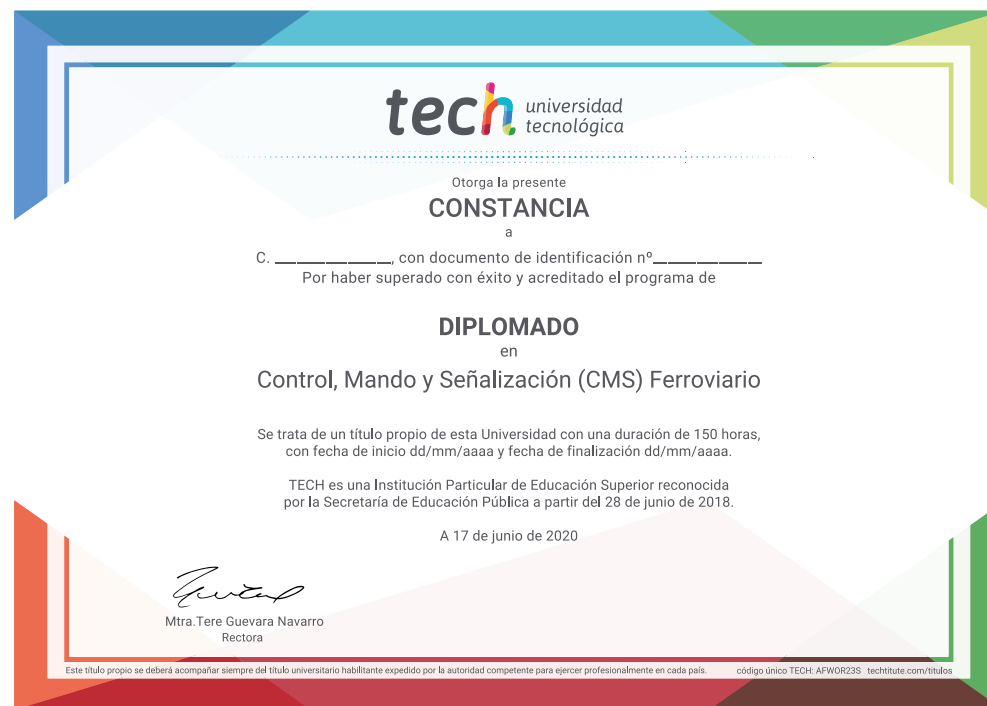 tech universidad
tecnológica
Otorga la presente
CONSTANCIA
a
C. ________________, con documento de identificación nº_______________
Por haber superado con éxito y acreditado el programa de
DIPLOMADO
en
Control, Mando y Señalización (CMS) Ferroviario
Se trata de un título propio de esta Universidad con una duración de 150 horas,
con fecha de inicio dd/mm/aaaa y fecha de finalización dd/mm/aaaa.
TECH es una Institución Particular de Educación Superior reconocida
por la Secretaría de Educación Pública a partir del 28 de junio de 2018.
A 17 de junio de 2020
Mtra.Tere Guevara Navarro
Rectora
Este título propio se deberá acompañar siempre del título universitario habilitante expedido por la autoridad competente para ejercer profesionalmente en cada país. código único TECH: AFWOR23S techtitute.com/titulos